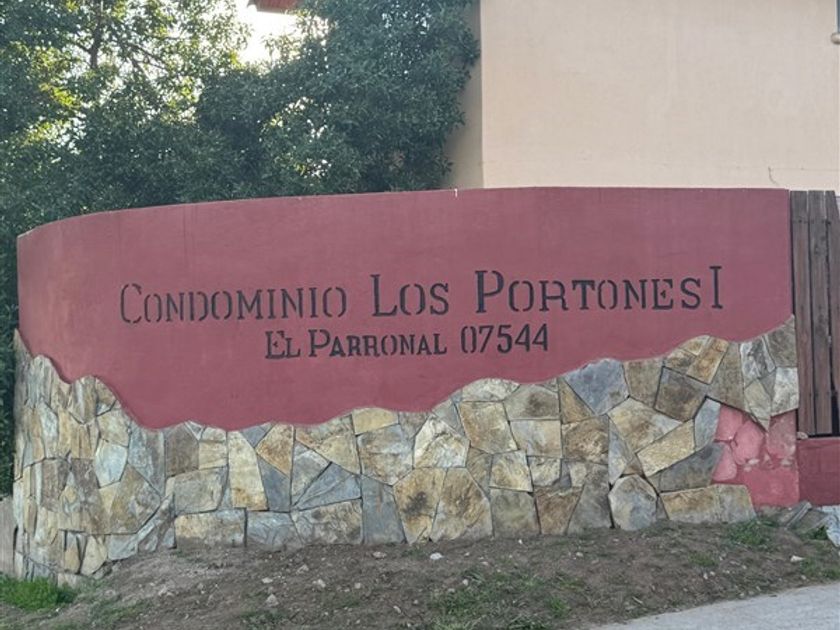 CONDOMINIO LOS PORTONES I
EL PARRONAL 07544